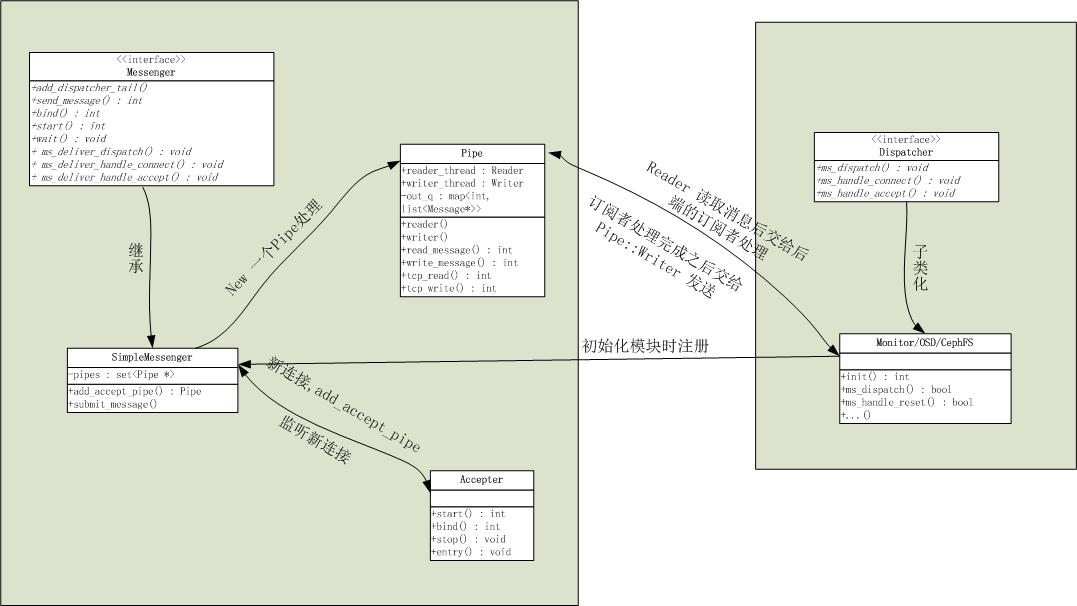 <<interface>>
Messenger
+add_dispatcher_tail()
+send_message() : int
+bind() : int
+start() : int
+wait() : void
+ ms_deliver_dispatch() : void
+ ms_deliver_handle_connect() : void
+ ms_deliver_handle_accept() : void
继承
New 一个Pipe处理
Pipe
+reader_thread : Reader
+writer_thread : Writer
-out_q : map<int,
list<Message*>>
+reader()
+writer()
+read_message() : int
+write_message() : int
+tcp_read() : int
+tcp_write() : int
Reader 读取消息后交给后
端的订阅者处理
订阅者处理完成之后交给
Pipe::Writer 发送
<<interface>>
Dispatcher
+ms_dispatch() : void
+ms_handle_connect() : void
+ms_handle_accept() : void
子类化
Monitor/OSD/CephFS
+init() : int
+ms_dispatch() : bool
+ms_handle_reset() : bool
+...()
初始化模块时注册
SimpleMessenger
-pipes : set<Pipe *>
+add_accept_pipe() : Pipe
+submit_message()
新连接,add_accept_pipe
监听新连接
Accepter
+start() : int
+bind() : int
+stop() : void
+entry() : void